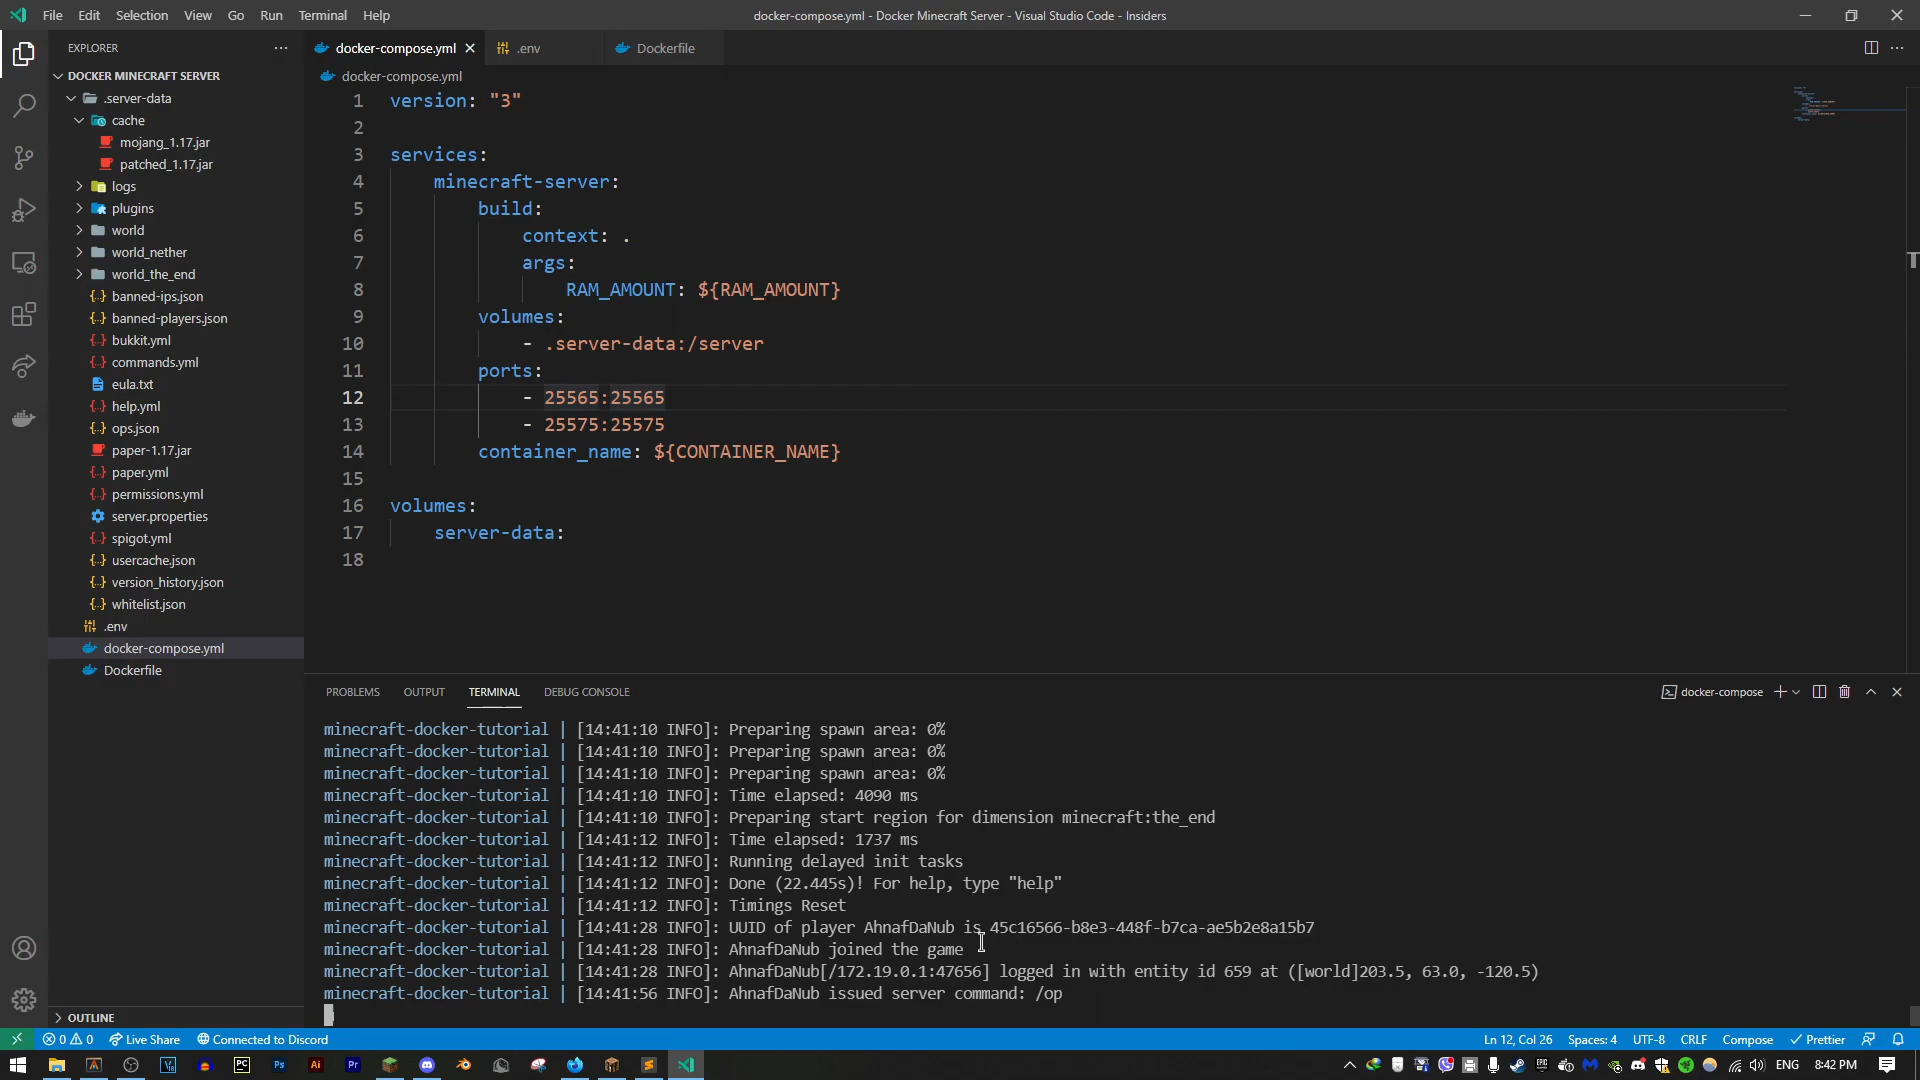 File Edit Selection View Go Run Terminal Help
docker-compose.yml - Docker Minecraft Server - Visual Studio Code - Insiders
EXPLORER
docker-compose.yml
.env
Dockerfile
DOCKER MINECRAFT SERVER
.server-data
cache
mojang_1.17.jar
patched_1.17.jar
logs
plugins
world
world_nether
world_the_end
banned-ips.json
banned-players.json
bukkit.yml
commands.yml
eula.txt
help.yml
ops.json
paper-1.17.jar
paper.yml
permissions.yml
server.properties
spigot.yml
usercache.json
version_history.json
whitelist.json
.env
docker-compose.yml
Dockerfile
OUTLINE
docker-compose.yml
1 version: "3"
2
3 services:
4 minecraft-server:
5 build:
6 context: .
7 args:
8 RAM_AMOUNT: ${RAM_AMOUNT}
9 volumes:
10 - .server-data:/server
11 ports:
12 - 25565:25565
13 - 25575:25575
14 container_name: ${CONTAINER_NAME}
15
16 volumes:
17 server-data:
18
PROBLEMS OUTPUT TERMINAL DEBUG CONSOLE
docker-compose
minecraft-docker-tutorial | [14:41:10 INFO]: Preparing spawn area: 0%
minecraft-docker-tutorial | [14:41:10 INFO]: Preparing spawn area: 0%
minecraft-docker-tutorial | [14:41:10 INFO]: Preparing spawn area: 0%
minecraft-docker-tutorial | [14:41:10 INFO]: Time elapsed: 4090 ms
minecraft-docker-tutorial | [14:41:10 INFO]: Preparing start region for dimension minecraft:the_end
minecraft-docker-tutorial | [14:41:12 INFO]: Time elapsed: 1737 ms
minecraft-docker-tutorial | [14:41:12 INFO]: Running delayed init tasks
minecraft-docker-tutorial | [14:41:12 INFO]: Done (22.445s)! For help, type "help"
minecraft-docker-tutorial | [14:41:12 INFO]: Timings Reset
minecraft-docker-tutorial | [14:41:28 INFO]: UUID of player AhnafDaNub is 45c16566-b8e3-448f-b7ca-ae5b2e8a15b7
minecraft-docker-tutorial | [14:41:28 INFO]: AhnafDaNub joined the game
minecraft-docker-tutorial | [14:41:28 INFO]: AhnafDaNub[/172.19.0.1:47656] logged in with entity id 659 at ([world]203.5, 63.0, -120.5)
minecraft-docker-tutorial | [14:41:56 INFO]: AhnafDaNub issued server command: /op
0 0 Live Share Connected to Discord
Ln 12, Col 26 Spaces: 4 UTF-8 CRLF Compose Prettier
PC Ps Ai Pr
ENG 8:42 PM